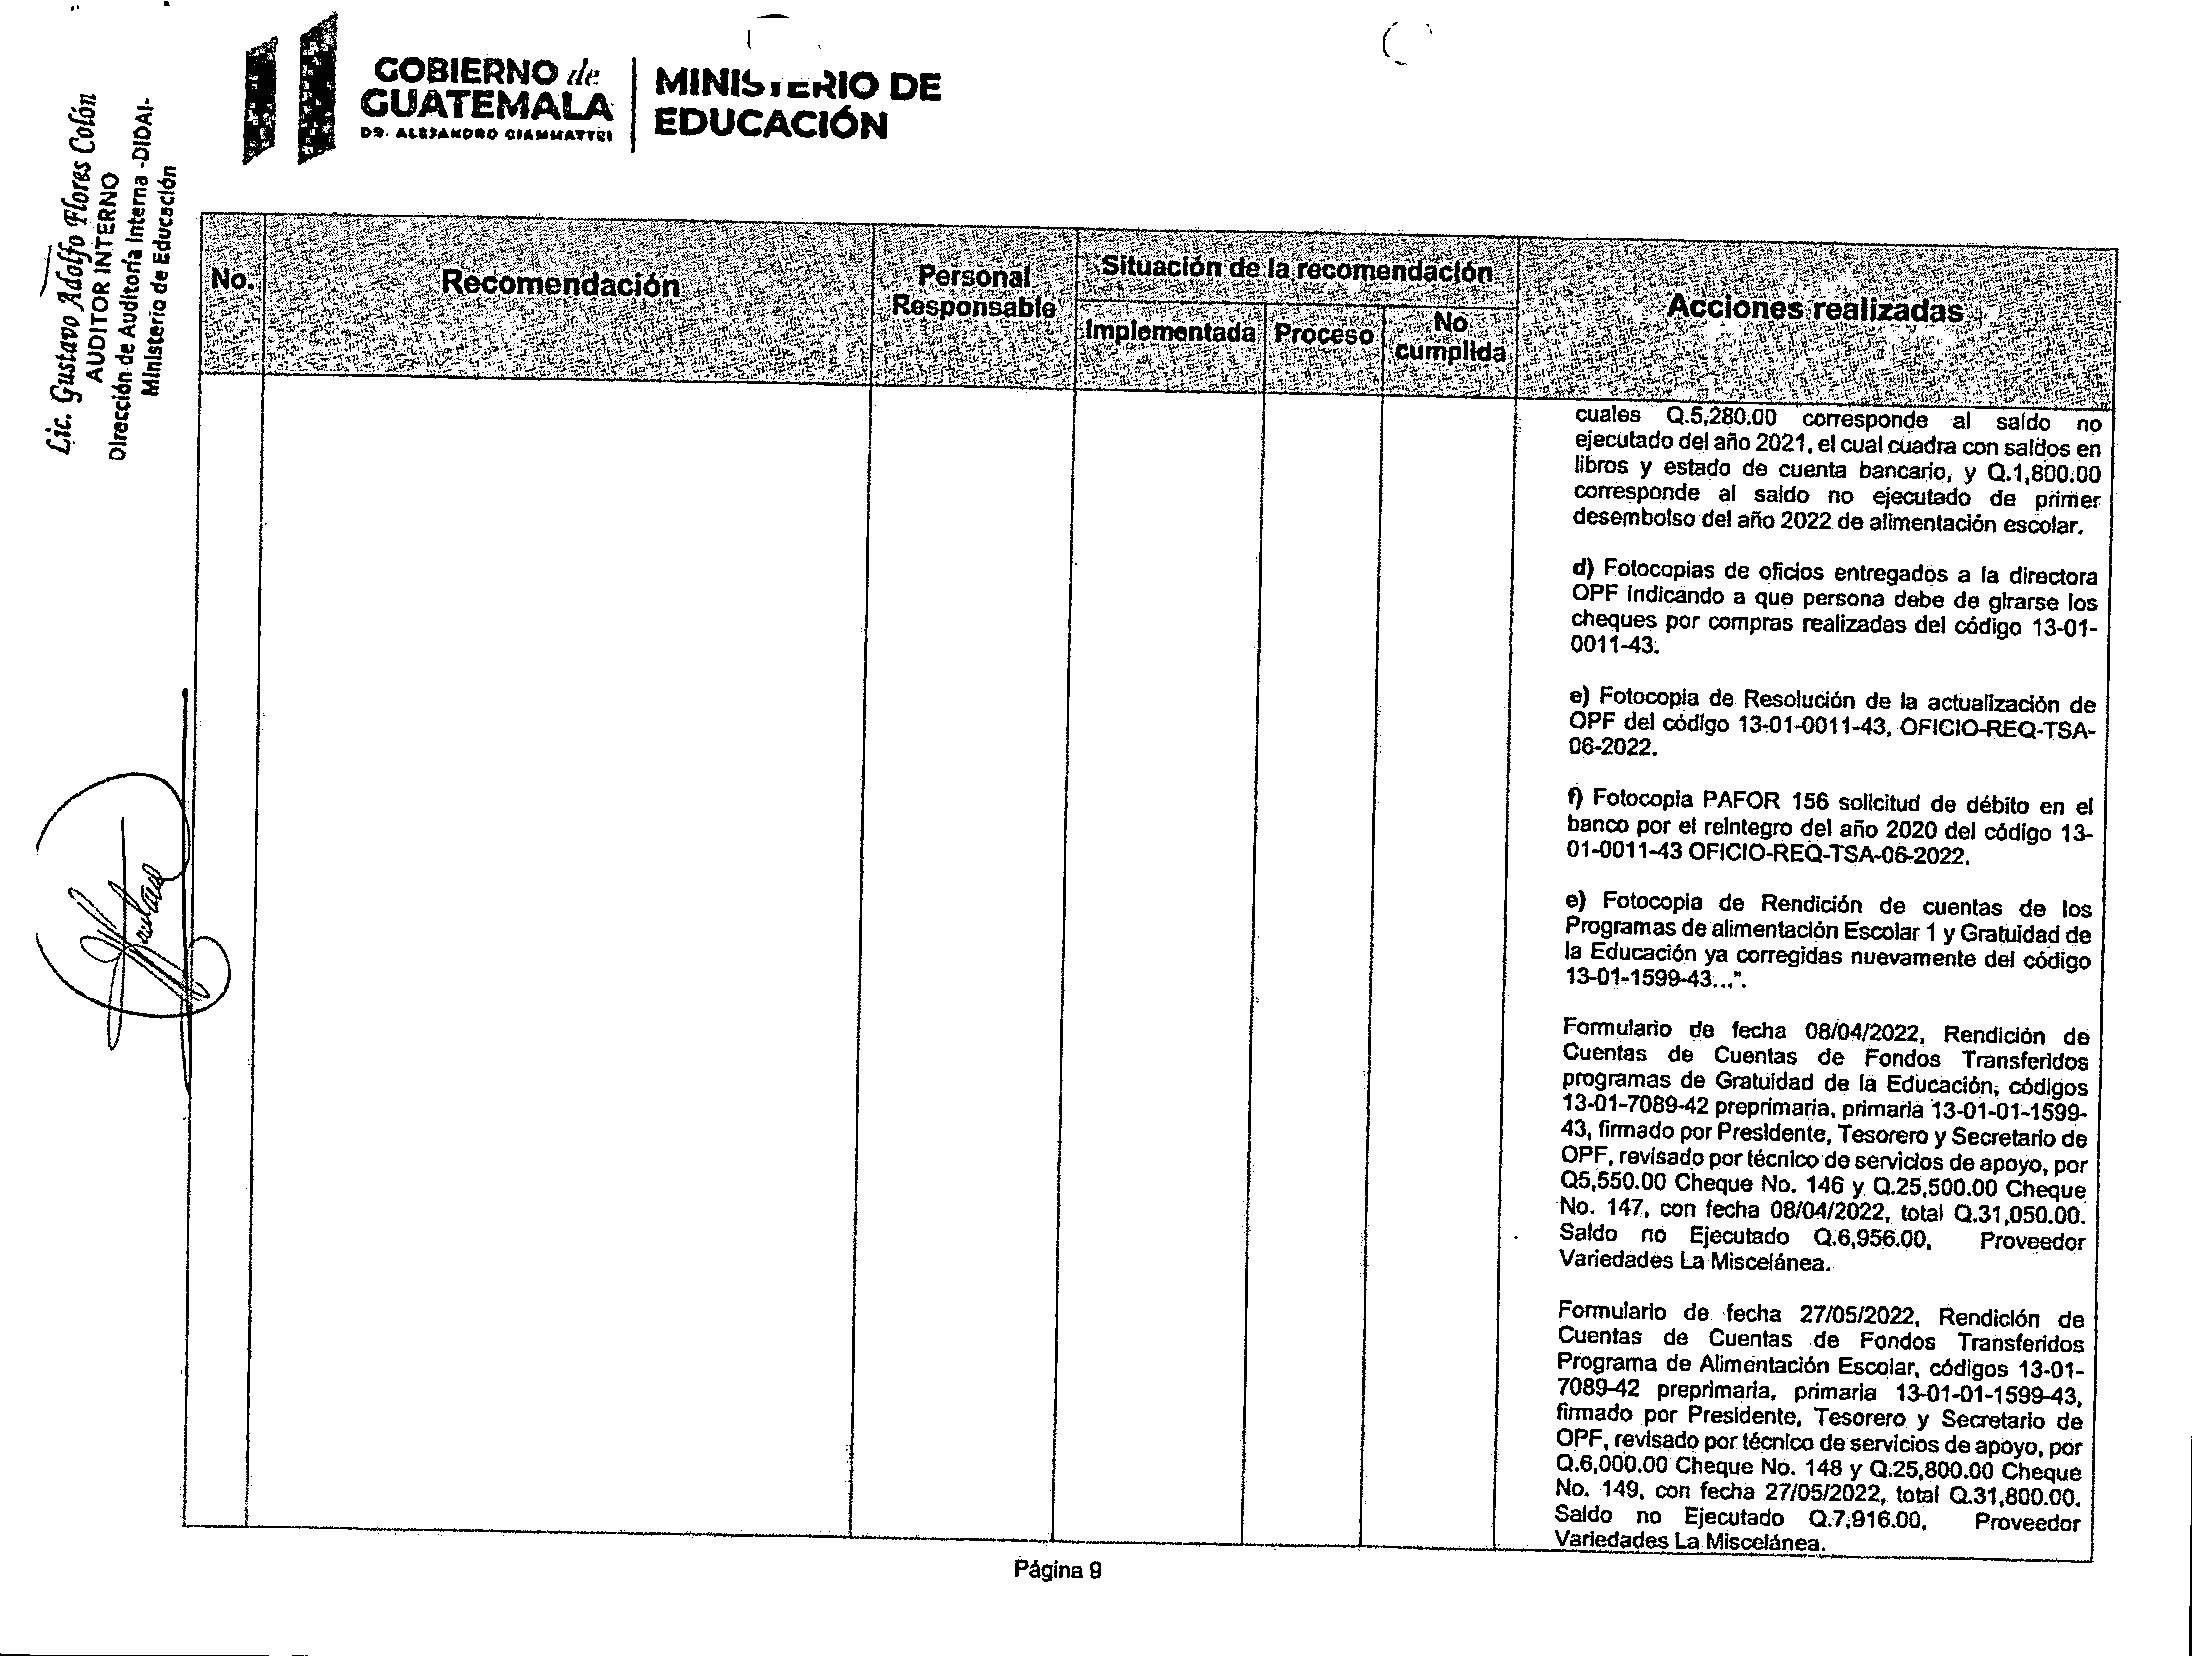 GOBIERNO de
GUATEMALA
DR. ALEJANDRO GIAMMATTEI
MINISTERIO DE
EDUCACIÓN
Lic. Gustavo Adolfo Flores Colón
AUDITOR INTERNO
Dirección de Auditoría Interna -DIDAI-
Ministerio de Educación
No.
Recomendación
Personal
Responsable
Situación de la recomendación
Implementada
Proceso
No
cumplida
Acciones realizadas
cuales Q.5,280.00 corresponde al saldo no
ejecutado del año 2021, el cual cuadra con saldos en
libros y estado de cuenta bancario, y Q.1,800.00
corresponde al saldo no ejecutado de primer
desembolso del año 2022 de alimentación escolar.
d) Fotocopias de oficios entregados a la directora
OPF indicando a que persona debe de girarse los
cheques por compras realizadas del código 13-01-
0011-43.
e) Fotocopia de Resolución de la actualización de
OPF del código 13-01-0011-43, OFICIO-REQ-TSA-
06-2022.
f) Fotocopia PAFOR 156 solicitud de débito en el
banco por el reintegro del año 2020 del código 13-
01-0011-43 OFICIO-REQ-TSA-06-2022.
e) Fotocopia de Rendición de cuentas de los
Programas de alimentación Escolar 1 y Gratuidad de
la Educación ya corregidas nuevamente del código
13-01-1599-43...".
Formulario de fecha 08/04/2022, Rendición de
Cuentas de Cuentas de Fondos Transferidos
programas de Gratuidad de la Educación, códigos
13-01-7089-42 preprimaria, primaria 13-01-01-1599-
43, firmado por Presidente, Tesorero y Secretario de
OPF, revisado por técnico de servicios de apoyo, por
Q5,550.00 Cheque No. 146 y Q.25,500.00 Cheque
No. 147, con fecha 08/04/2022, total Q.31,050.00.
Saldo no Ejecutado Q.6,956.00, Proveedor
Variedades La Miscelánea.
Formulario de fecha 27/05/2022, Rendición de
Cuentas de Cuentas de Fondos Transferidos
Programa de Alimentación Escolar, códigos 13-01-
7089-42 preprimaria, primaria 13-01-01-1599-43,
firmado por Presidente, Tesorero y Secretario de
OPF, revisado por técnico de servicios de apoyo, por
Q.6,000.00 Cheque No. 148 y Q.25,800.00 Cheque
No. 149, con fecha 27/05/2022, total Q.31,800.00.
Saldo no Ejecutado Q.7,916.00, Proveedor
Variedades La Miscelánea.
Página 9